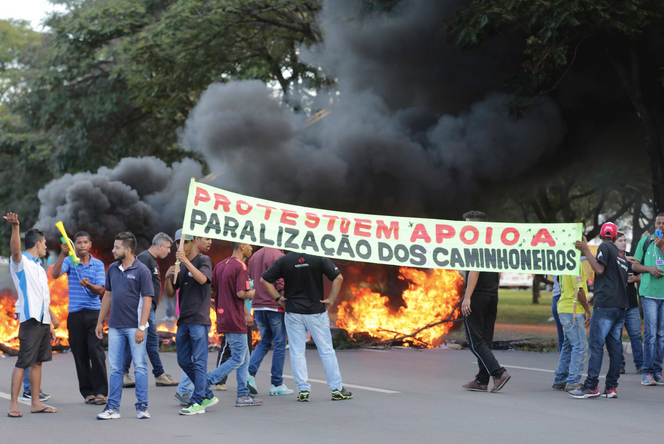 PROTESTO EM APOIO A
PARALIZAÇÃO DOS CAMINHONEIROS